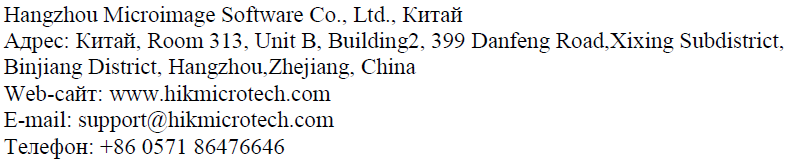 Hangzhou Microimage Software Co., Ltd., Китай
Адрес: Китай, Room 313, Unit B, Building2, 399 Danfeng Road,Xixing Subdistrict,
Binjiang District, Hangzhou,Zhejiang, China
Web-сайт: www.hikmicrotech.com
E-mail: support@hikmicrotech.com
Телефон: +86 0571 86476646